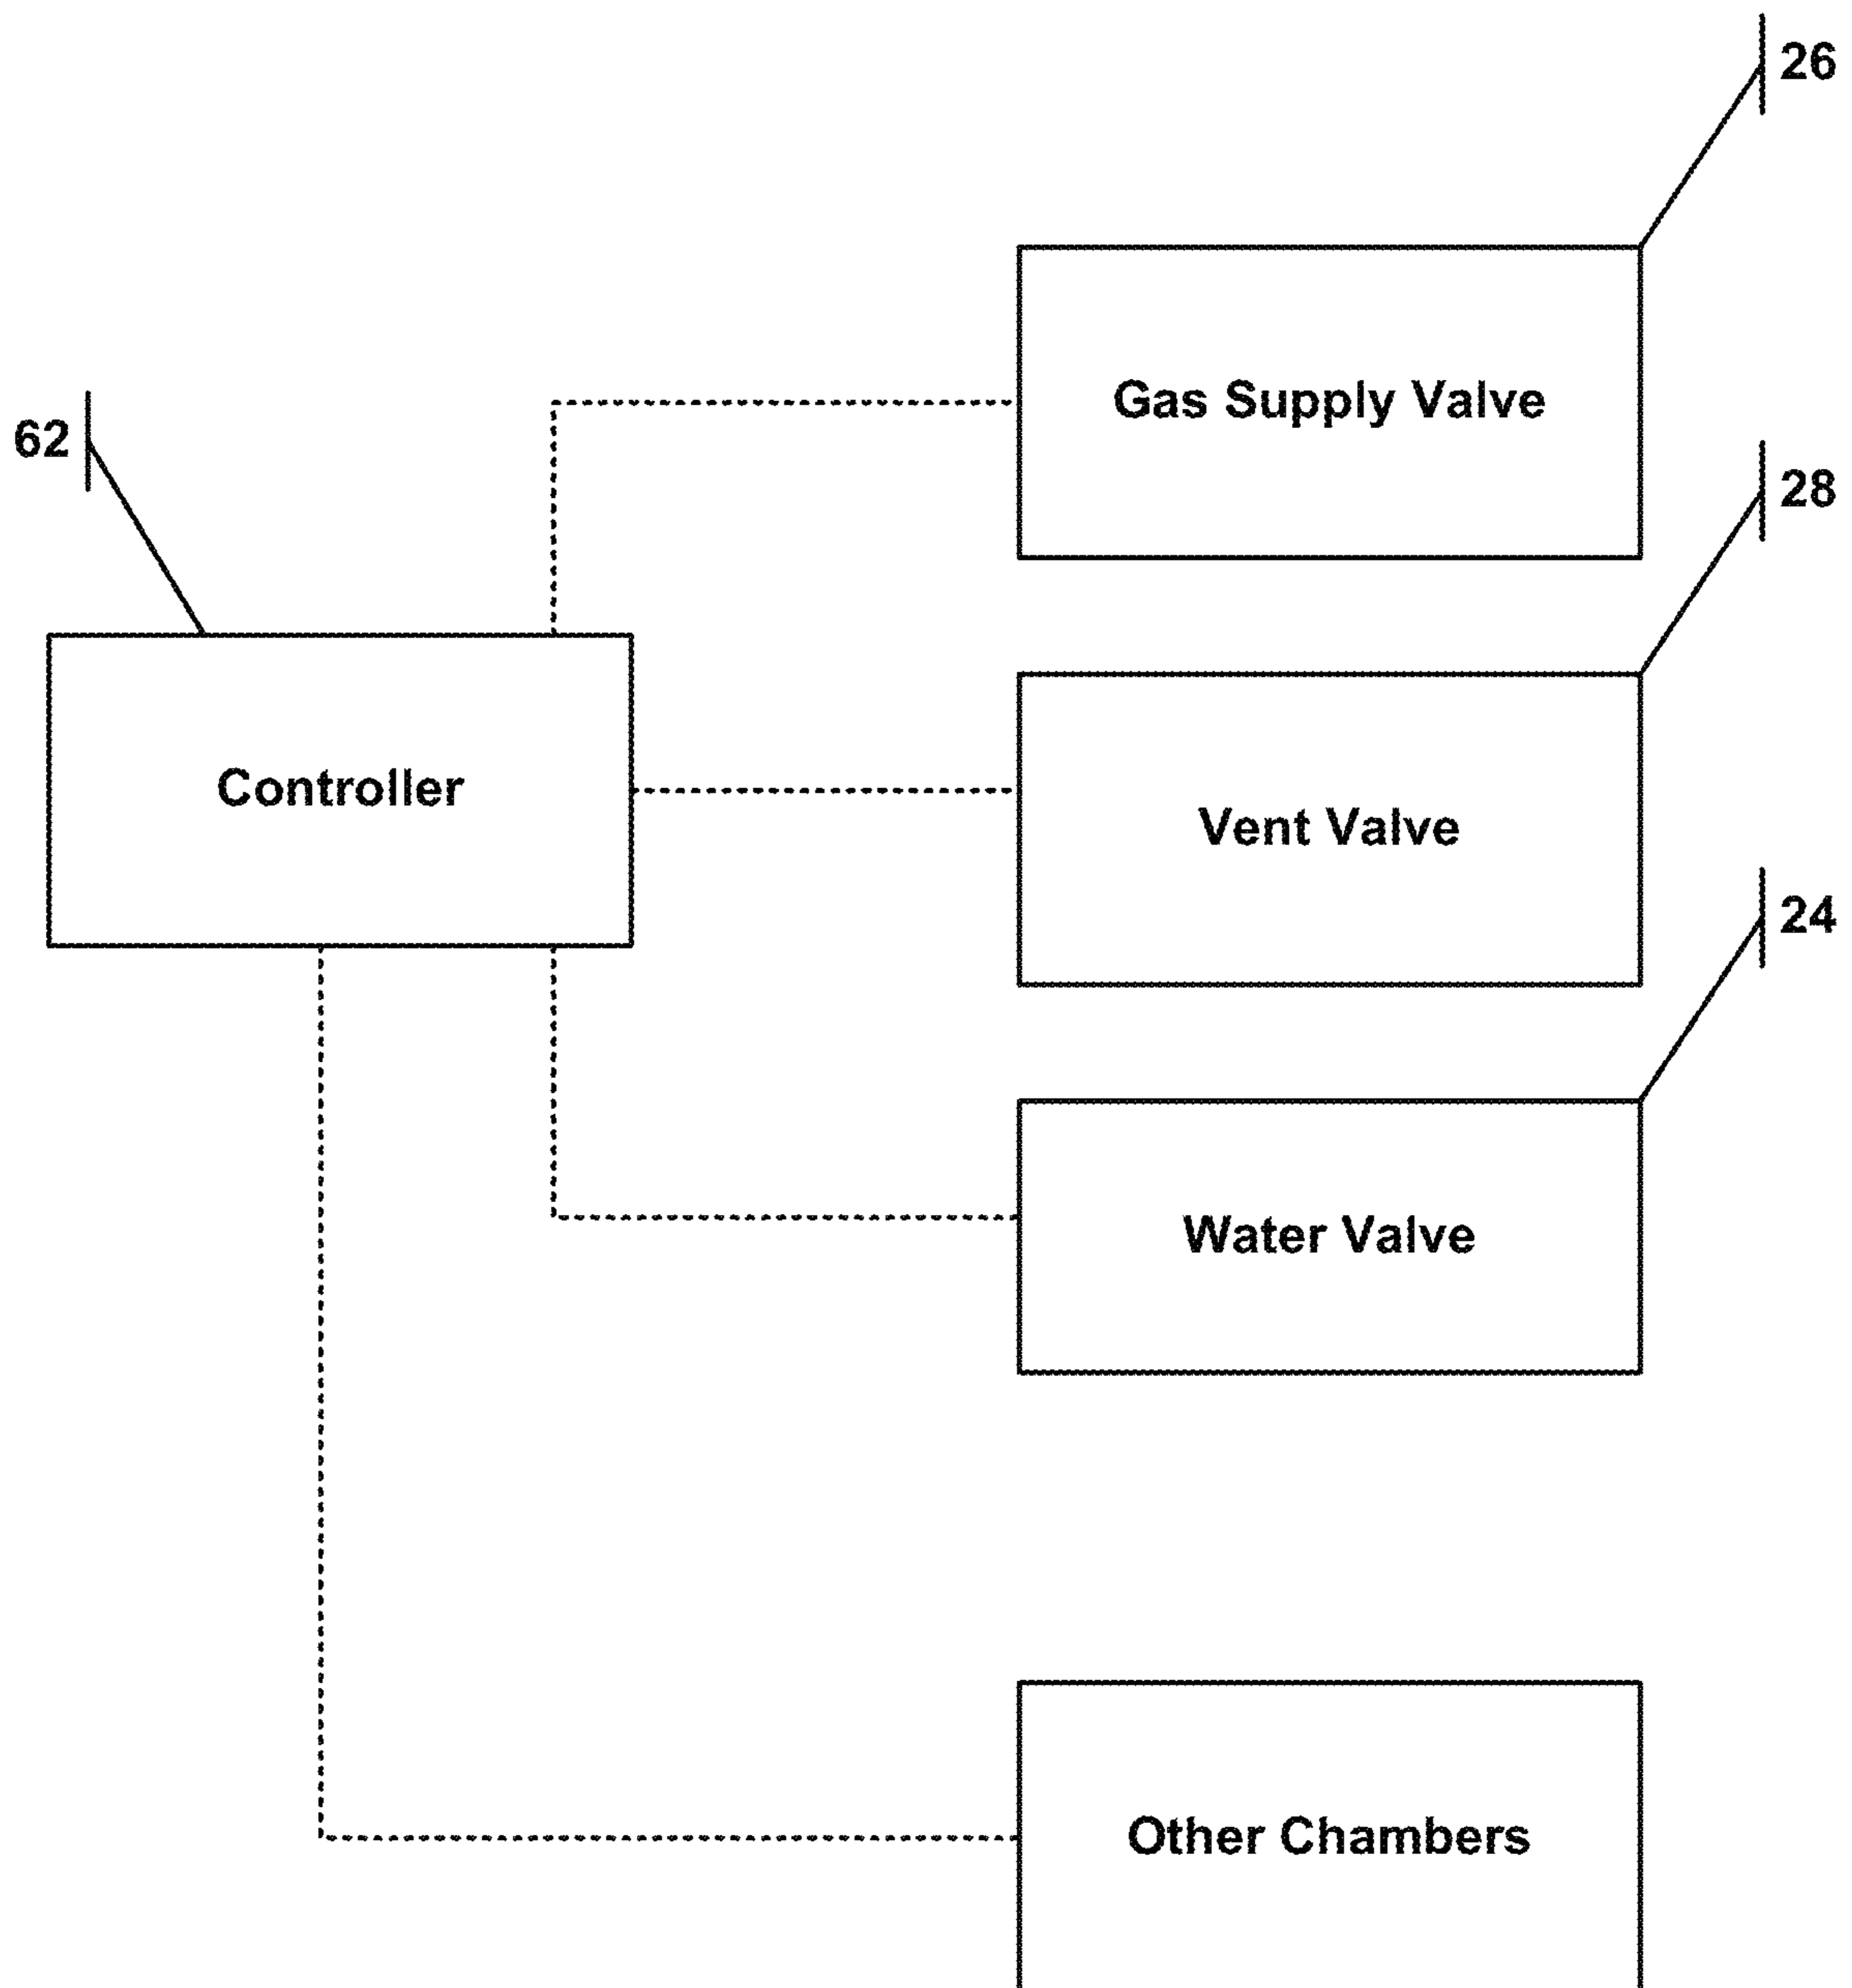 26
Gas Supply Valve
62
28
Controller
Vent Valve
24
Water Valve
Other Chambers